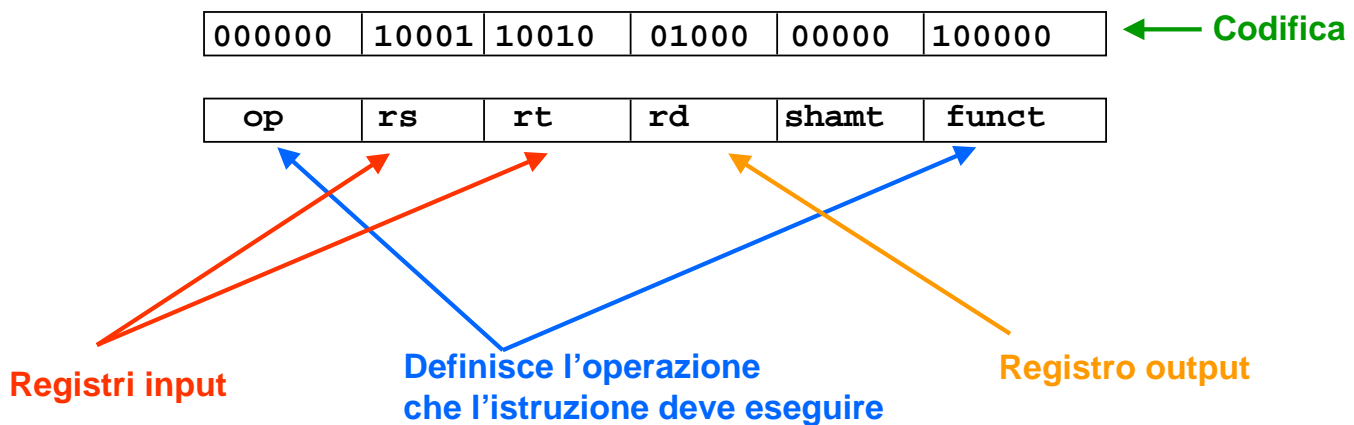 000000 10001 10010 01000 00000 100000
Codifica
op rs rt rd shamt funct
Registri input
Definisce l’operazione
che l’istruzione deve eseguire
Registro output